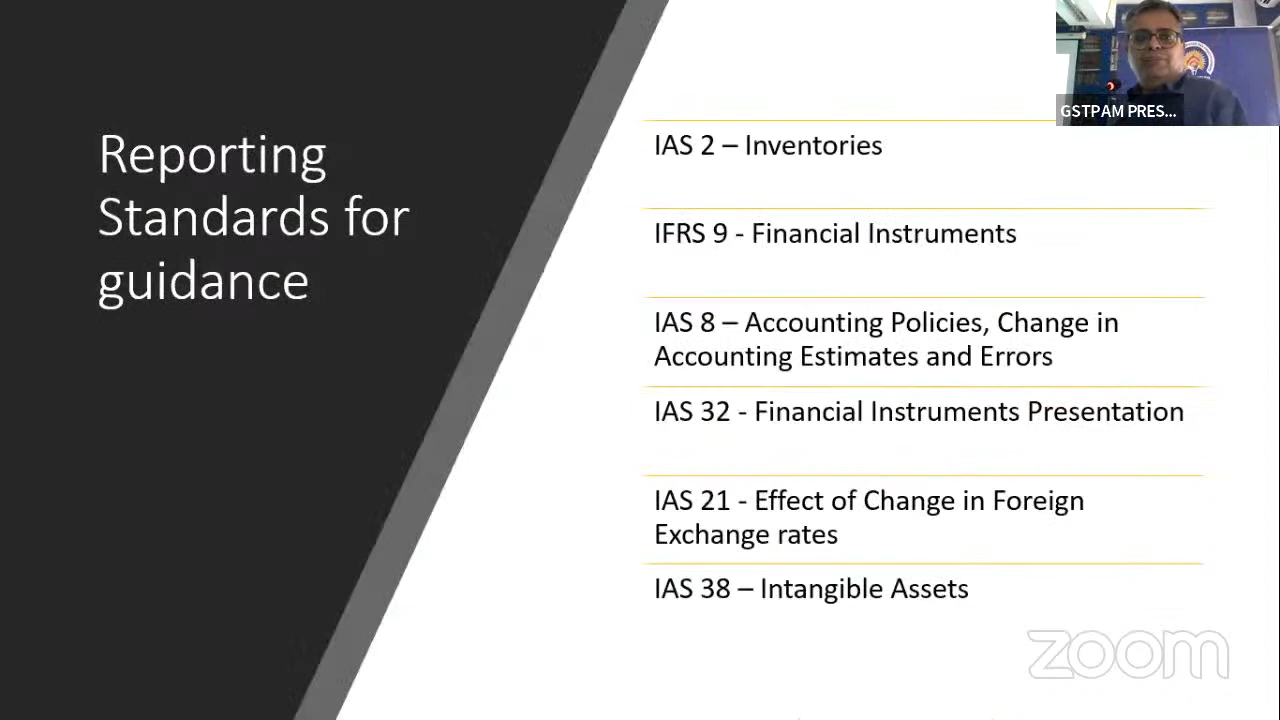 Reporting
Standards for
guidance
GSTPAM PRES...
IAS 2 – Inventories
IFRS 9 - Financial Instruments
IAS 8 – Accounting Policies, Change in
Accounting Estimates and Errors
IAS 32 - Financial Instruments Presentation
IAS 21 - Effect of Change in Foreign
Exchange rates
IAS 38 – Intangible Assets
zoom